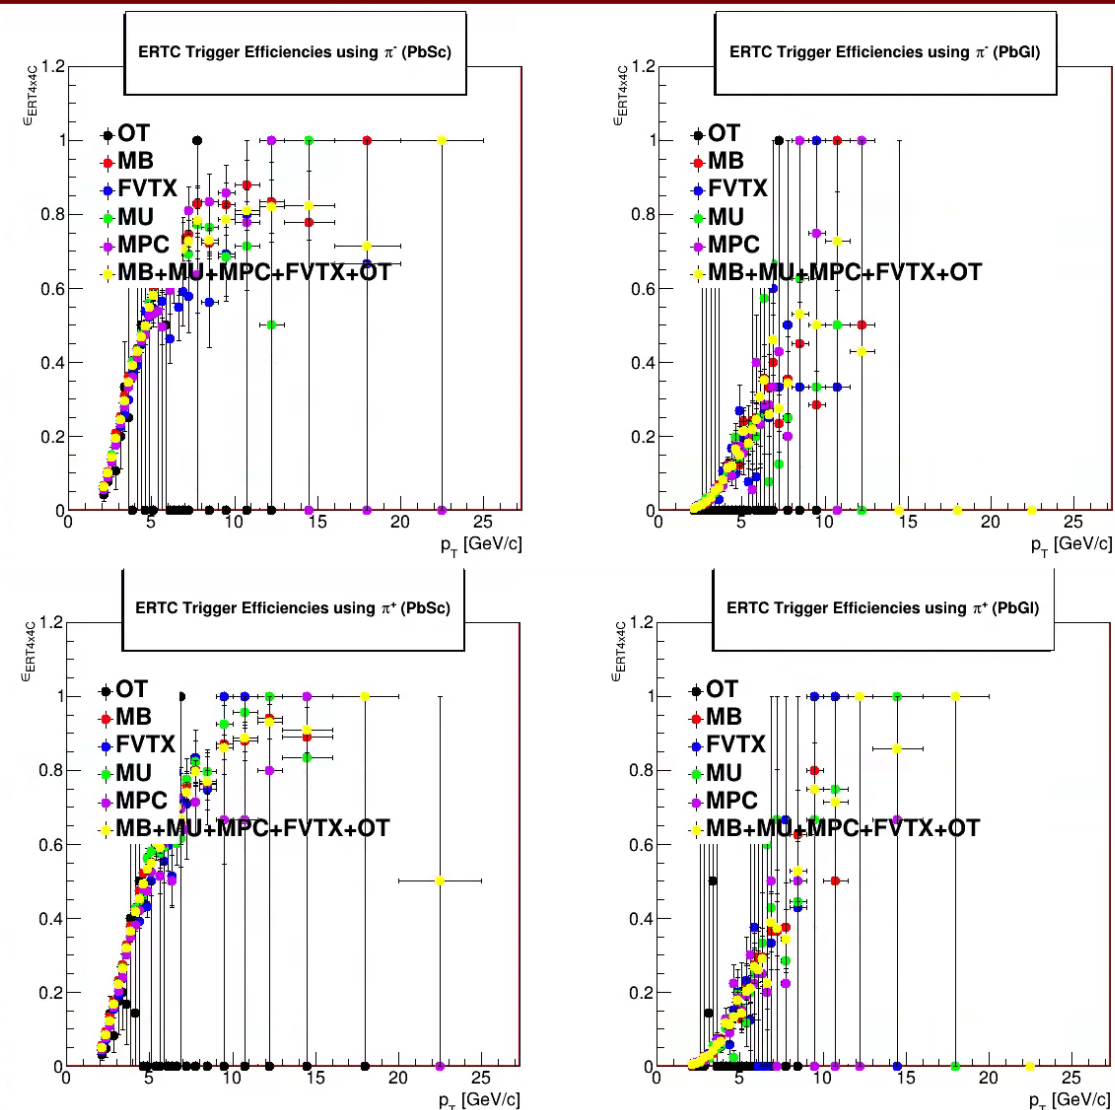 ERTC Trigger Efficiencies using π⁻ (PbSc)
ε_ERT4x4C
1.2
1
0.8
0.6
0.4
0.2
0
OT
MB
FVTX
MU
MPC
MB+MU+MPC+FVTX+OT
0 5 10 15 20 25
p_T [GeV/c]
ERTC Trigger Efficiencies using π⁻ (PbGl)
ε_ERT4x4C
1.2
1
0.8
0.6
0.4
0.2
0
OT
MB
FVTX
MU
MPC
MB+MU+MPC+FVTX+OT
0 5 10 15 20 25
p_T [GeV/c]
ERTC Trigger Efficiencies using π⁺ (PbSc)
ε_ERT4x4C
1.2
1
0.8
0.6
0.4
0.2
0
OT
MB
FVTX
MU
MPC
MB+MU+MPC+FVTX+OT
0 5 10 15 20 25
p_T [GeV/c]
ERTC Trigger Efficiencies using π⁺ (PbGl)
ε_ERT4x4C
1.2
1
0.8
0.6
0.4
0.2
0
OT
MB
FVTX
MU
MPC
MB+MU+MPC+FVTX+OT
0 5 10 15 20 25
p_T [GeV/c]